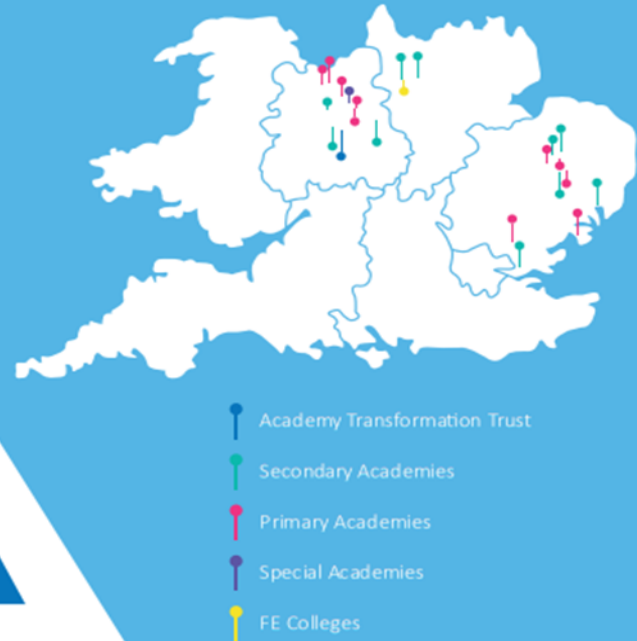 Academy Transformation Trust
Secondary Academies
Primary Academies
Special Academies
FE Colleges